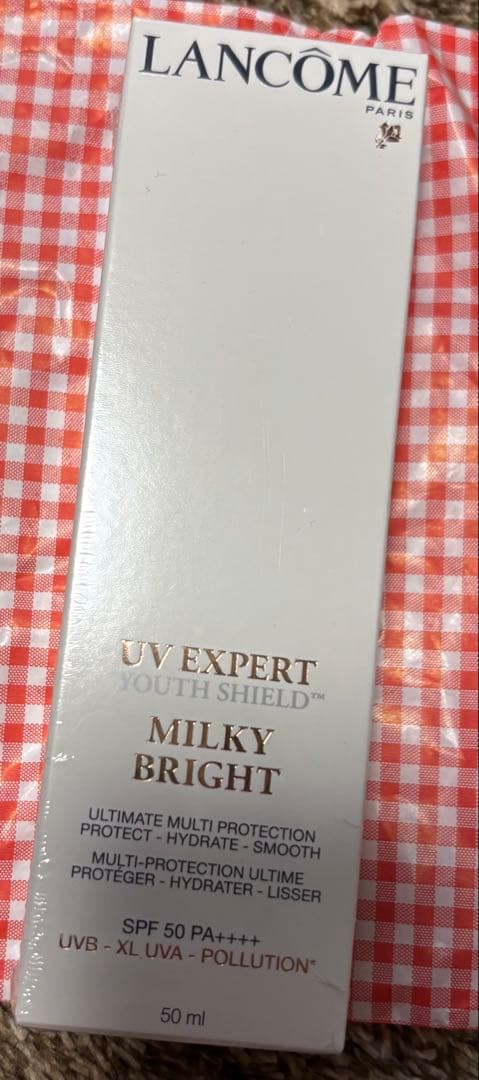 LANCÔME
PARIS
UV EXPERT
YOUTH SHIELD™
MILKY
BRIGHT
ULTIMATE MULTI PROTECTION
PROTECT - HYDRATE - SMOOTH
MULTI-PROTECTION ULTIME
PROTÉGER - HYDRATER - LISSER
SPF 50 PA++++
UVB - XL UVA - POLLUTION*
50 ml